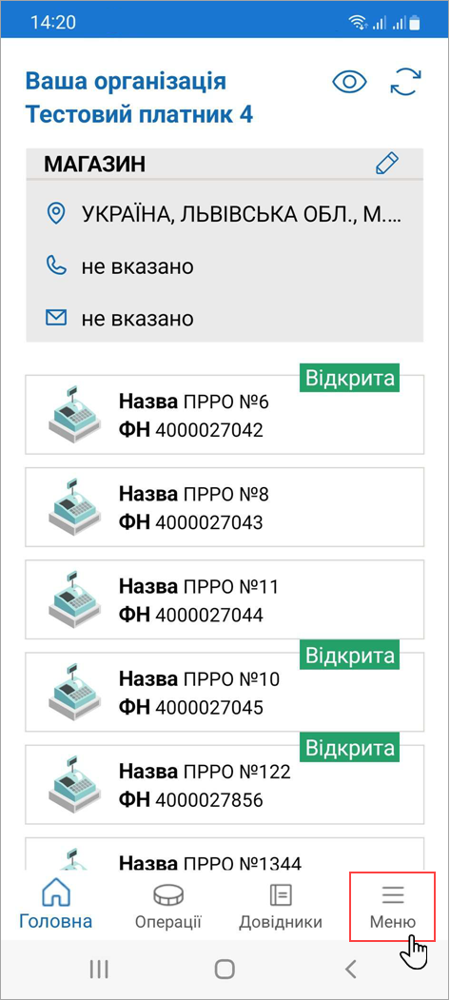 14:20
Ваша організація
Тестовий платник 4
МАГАЗИН
УКРАЇНА, ЛЬВІВСЬКА ОБЛ., М....
не вказано
не вказано
Відкрита
Назва ПРРО №6
ФН 4000027042
Назва ПРРО №8
ФН 4000027043
Назва ПРРО №11
ФН 4000027044
Відкрита
Назва ПРРО №10
ФН 4000027045
Відкрита
Назва ПРРО №122
ФН 4000027856
Назва ПРРО №1344
Головна Операції Довідники Меню